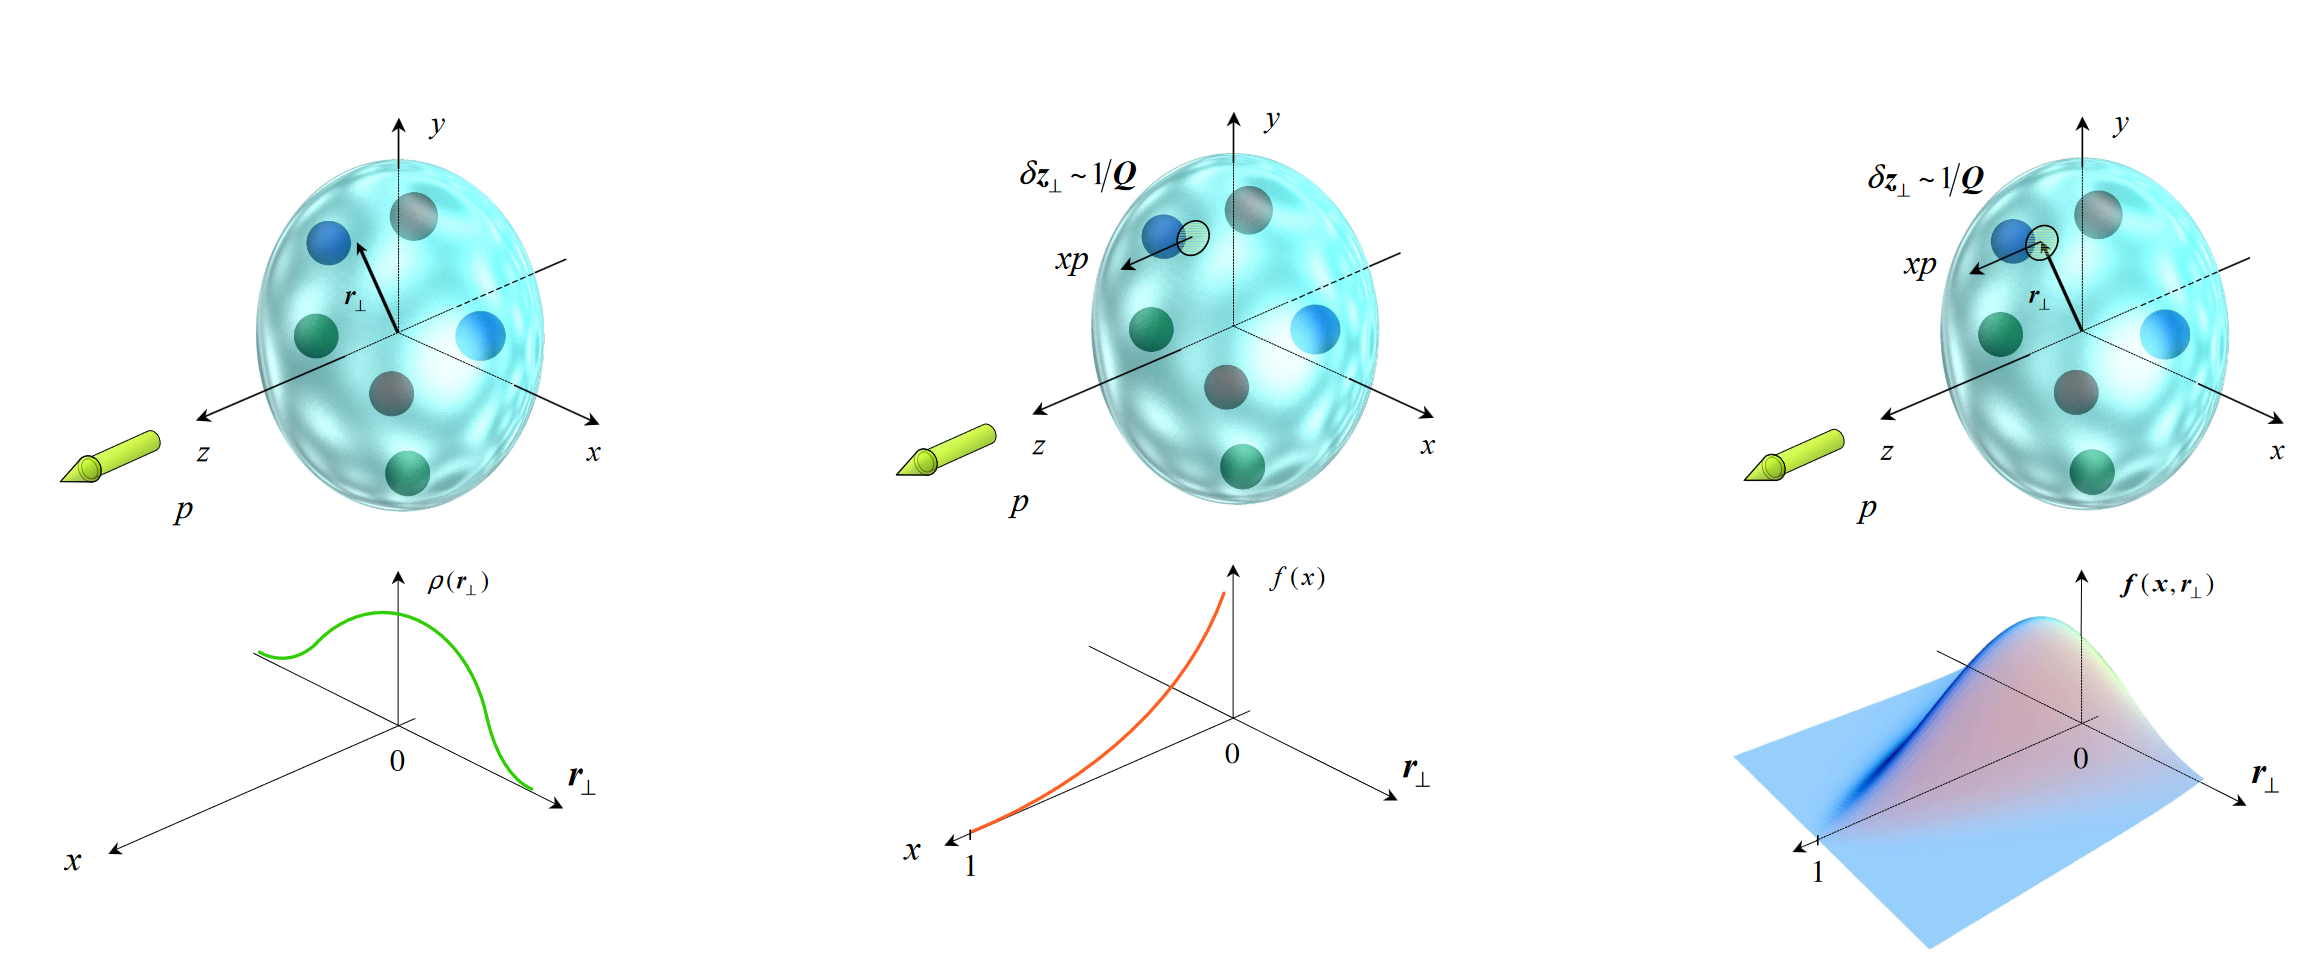 y
r⊥
z
x
p
ρ(r⊥)
0
r⊥
x
y
δz⊥ ~ 1/Q
xp
z
x
p
f(x)
0
r⊥
x
1
y
δz⊥ ~ 1/Q
xp
r⊥
z
x
p
f(x,r⊥)
0
r⊥
1